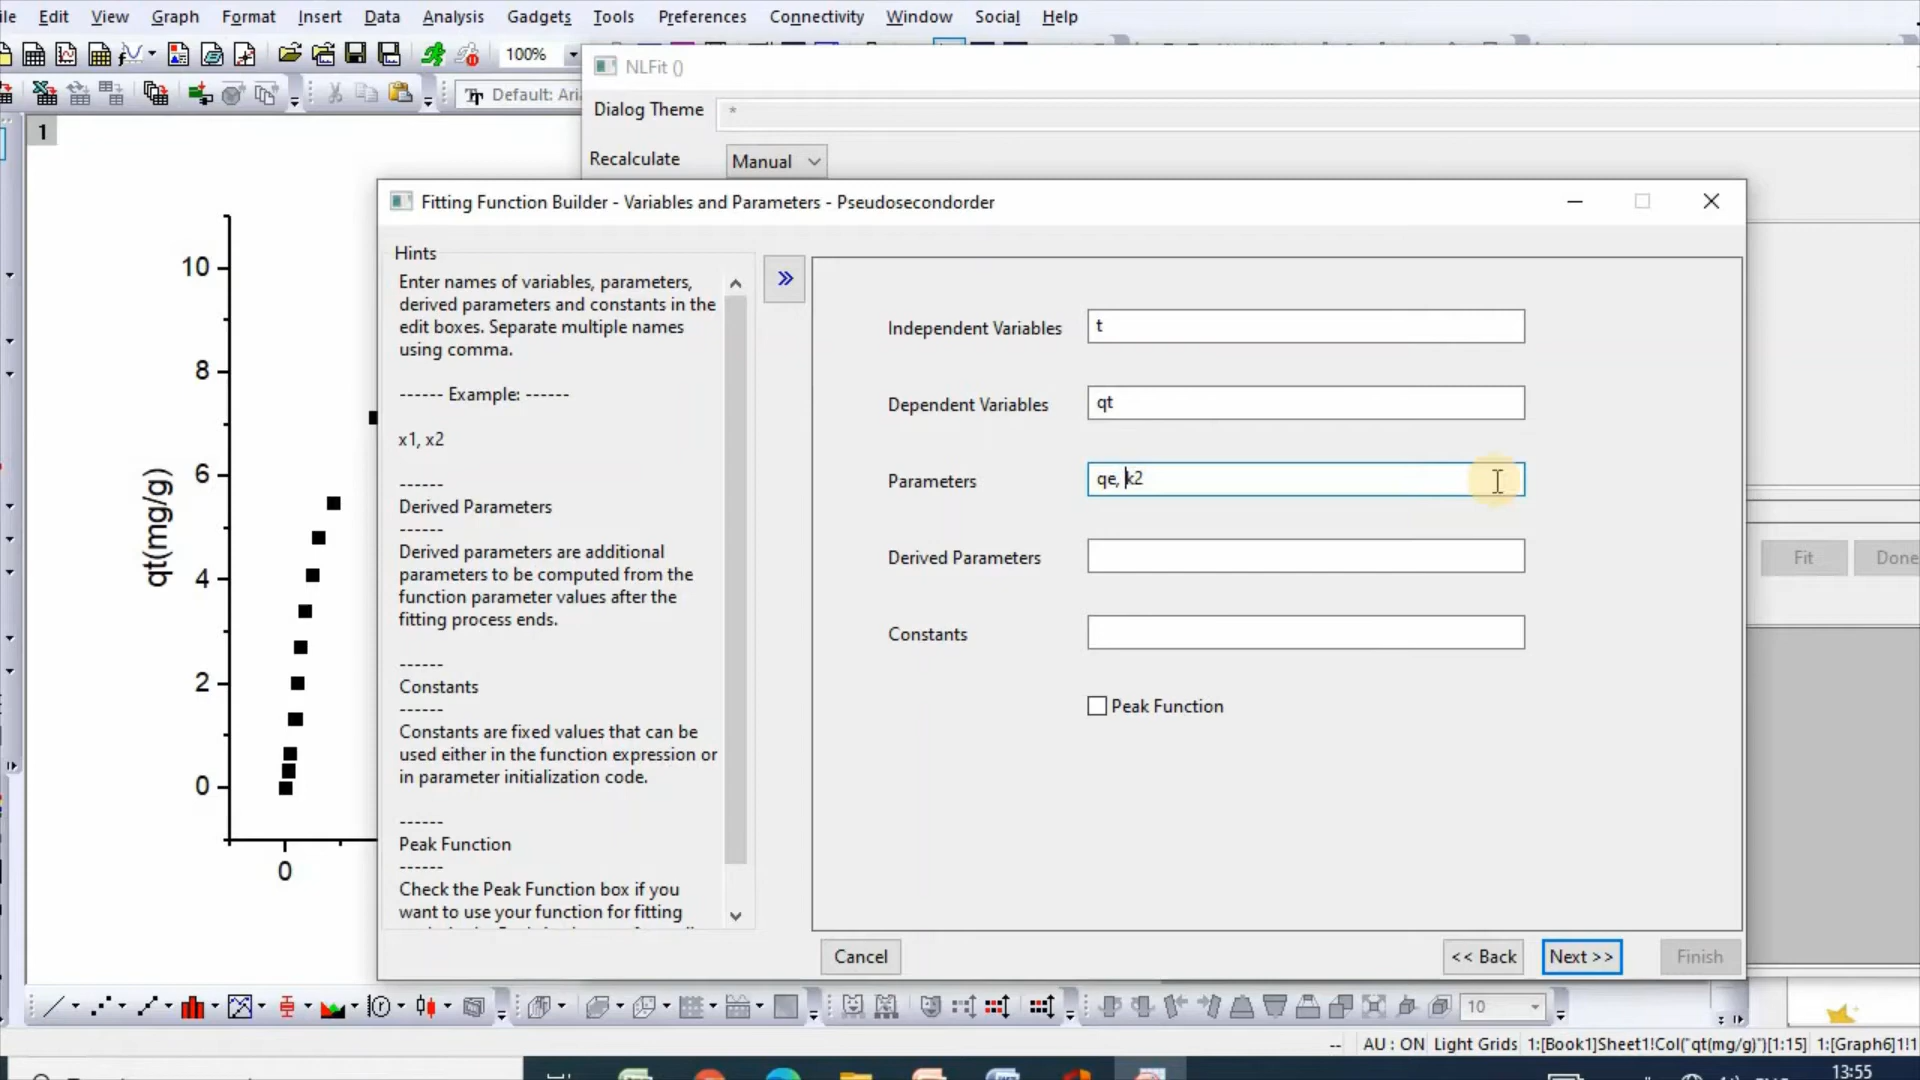 ile Edit View Graph Format Insert Data Analysis Gadgets Tools Preferences Connectivity Window Social Help
100%
NLFit ()
Default: Ari
Dialog Theme *
1
Recalculate Manual
Fitting Function Builder - Variables and Parameters - Pseudosecondorder
Hints
Enter names of variables, parameters,
derived parameters and constants in the
edit boxes. Separate multiple names
using comma.
------ Example: ------
x1, x2
------
Derived Parameters
------
Derived parameters are additional
parameters to be computed from the
function parameter values after the
fitting process ends.
------
Constants
------
Constants are fixed values that can be
used either in the function expression or
in parameter initialization code.
------
Peak Function
------
Check the Peak Function box if you
want to use your function for fitting
Independent Variables t
Dependent Variables qt
Parameters qe, k2
Derived Parameters
Constants
Peak Function
Cancel
<< Back
Next >>
Finish
Fit
Done
10
8
6
4
2
0
0
qt(mg/g)
10
-- AU : ON Light Grids 1:[Book1]Sheet1!Col("qt(mg/g)")[1:15] 1:[Graph6]1!1
13:55